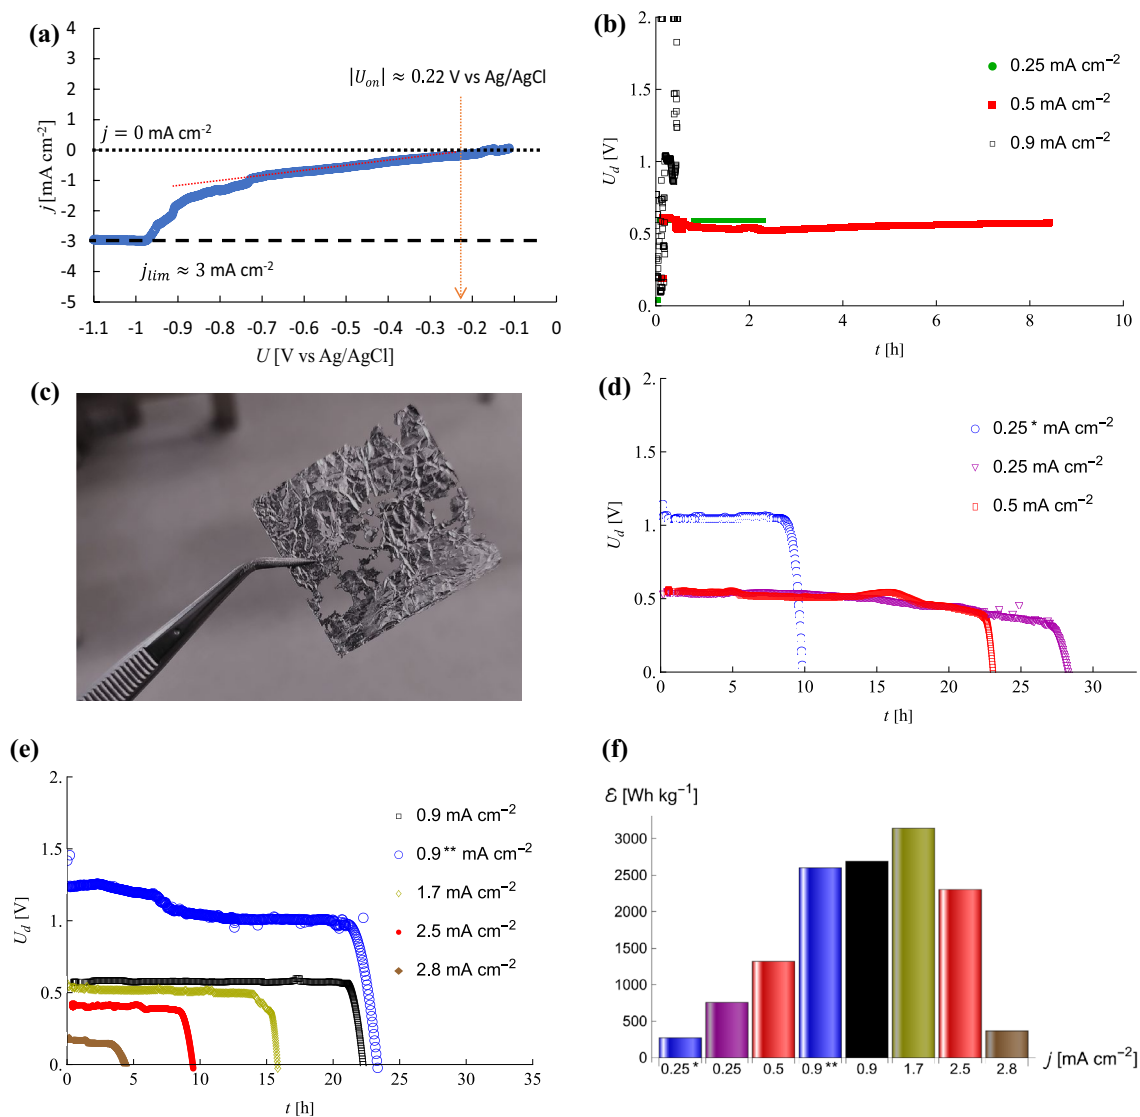 (a)
4
3
2
1
0
-1
-2
-3
-4
-5
j [mA cm⁻²]
|U_on| ≈ 0.22 V vs Ag/AgCl
j = 0 mA cm⁻²
j_lim ≈ 3 mA cm⁻²
-1.1 -0.9 -0.7 -0.5 -0.3 -0.1 0
U [V vs Ag/AgCl]
(b)
2.
1.5
1.
0.5
0.
U_d [V]
0.25 mA cm⁻²
0.5 mA cm⁻²
0.9 mA cm⁻²
0 2 4 6 8 10
t [h]
(c)
(d)
2.
1.5
1.
0.5
0.
U_d [V]
0.25* mA cm⁻²
0.25 mA cm⁻²
0.5 mA cm⁻²
0 5 10 15 20 25 30
t [h]
(e)
2.
1.5
1.0
0.5
0.
U_d [V]
0.9 mA cm⁻²
0.9** mA cm⁻²
1.7 mA cm⁻²
2.5 mA cm⁻²
2.8 mA cm⁻²
0 5 10 15 20 25 30 35
t [h]
(f)
ℰ [Wh kg⁻¹]
3000
2500
2000
1500
1000
500
0
0.25* 0.25 0.5 0.9** 0.9 1.7 2.5 2.8
j [mA cm⁻²]